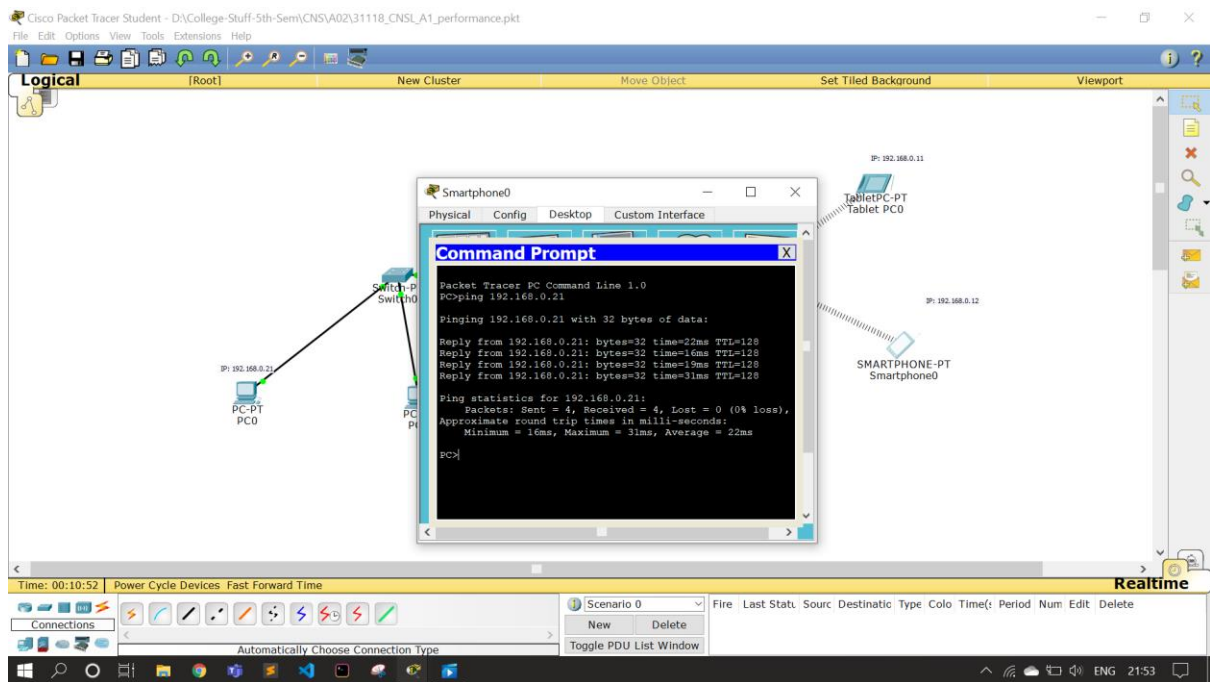 Cisco Packet Tracer Student - D:\College-Stuff-5th-Sem\CNS\A02\31118_CNSL_A1_performance.pkt
File Edit Options View Tools Extensions Help
Logical [Root] New Cluster Move Object Set Tiled Background Viewport
IP: 192.168.0.11
TabletPC-PT
Tablet PC0
Smartphone0
Physical Config Desktop Custom Interface
Command Prompt X
Packet Tracer PC Command Line 1.0
PC>ping 192.168.0.21
Pinging 192.168.0.21 with 32 bytes of data:
Reply from 192.168.0.21: bytes=32 time=22ms TTL=128
Reply from 192.168.0.21: bytes=32 time=16ms TTL=128
Reply from 192.168.0.21: bytes=32 time=19ms TTL=128
Reply from 192.168.0.21: bytes=32 time=31ms TTL=128
Ping statistics for 192.168.0.21:
Packets: Sent = 4, Received = 4, Lost = 0 (0% loss),
Approximate round trip times in milli-seconds:
Minimum = 16ms, Maximum = 31ms, Average = 22ms
PC>
Switch-P
Switch0
IP: 192.168.0.21
PC-PT
PC0
PC
IP: 192.168.0.12
SMARTPHONE-PT
Smartphone0
Time: 00:10:52 Power Cycle Devices Fast Forward Time Realtime
Connections
Automatically Choose Connection Type
Scenario 0
New Delete
Toggle PDU List Window
Fire Last Statu Sourc Destinatic Type Colo Time(s Period Num Edit Delete
ENG 21:53